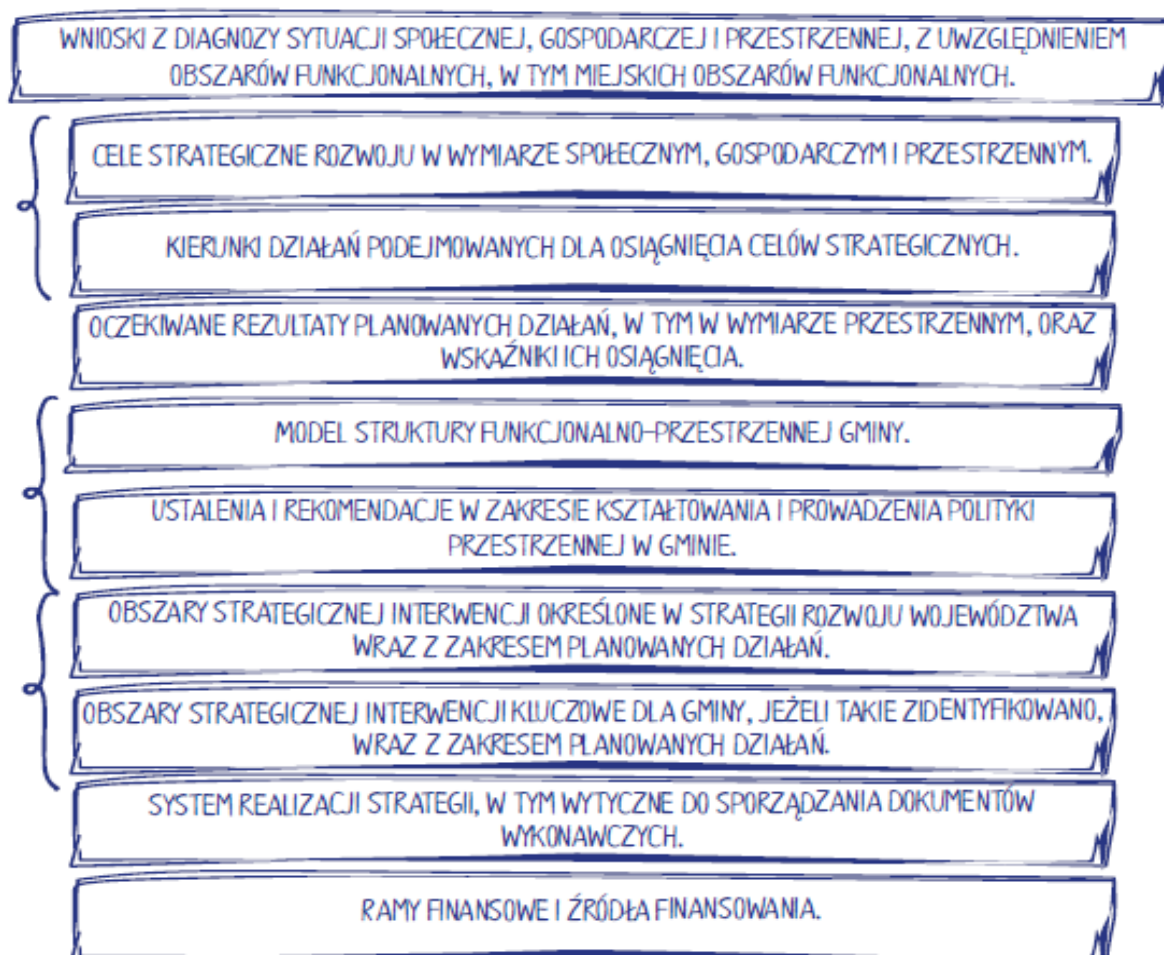 WNIOSKI Z DIAGNOZY SYTUACJI SPOŁECZNEJ, GOSPODARCZEJ I PRZESTRZENNEJ, Z UWZGLĘDNIENIEM
OBSZARÓW FUNKCJONALNYCH, W TYM MIEJSKICH OBSZARÓW FUNKCJONALNYCH.
CELE STRATEGICZNE ROZWOJU W WYMIARZE SPOŁECZNYM, GOSPODARCZYM I PRZESTRZENNYM.
KIERUNKI DZIAŁAŃ PODEJMOWANYCH DLA OSIĄGNIĘCIA CELÓW STRATEGICZNYCH.
OCZEKIWANE REZULTATY PLANOWANYCH DZIAŁAŃ, W TYM W WYMIARZE PRZESTRZENNYM, ORAZ
WSKAŹNIKI ICH OSIĄGNIĘCIA.
MODEL STRUKTURY FUNKCJONALNO-PRZESTRZENNEJ GMINY.
USTALENIA I REKOMENDACJE W ZAKRESIE KSZTAŁTOWANIA I PROWADZENIA POLITYKI
PRZESTRZENNEJ W GMINIE.
OBSZARY STRATEGICZNEJ INTERWENCJI OKREŚLONE W STRATEGII ROZWOJU WOJEWÓDZTWA
WRAZ Z ZAKRESEM PLANOWANYCH DZIAŁAŃ.
OBSZARY STRATEGICZNEJ INTERWENCJI KLUCZOWE DLA GMINY, JEŻELI TAKIE ZIDENTYFIKOWANO,
WRAZ Z ZAKRESEM PLANOWANYCH DZIAŁAŃ.
SYSTEM REALIZACJI STRATEGII, W TYM WYTYCZNE DO SPORZĄDZANIA DOKUMENTÓW
WYKONAWCZYCH.
RAMY FINANSOWE I ŹRÓDŁA FINANSOWANIA.